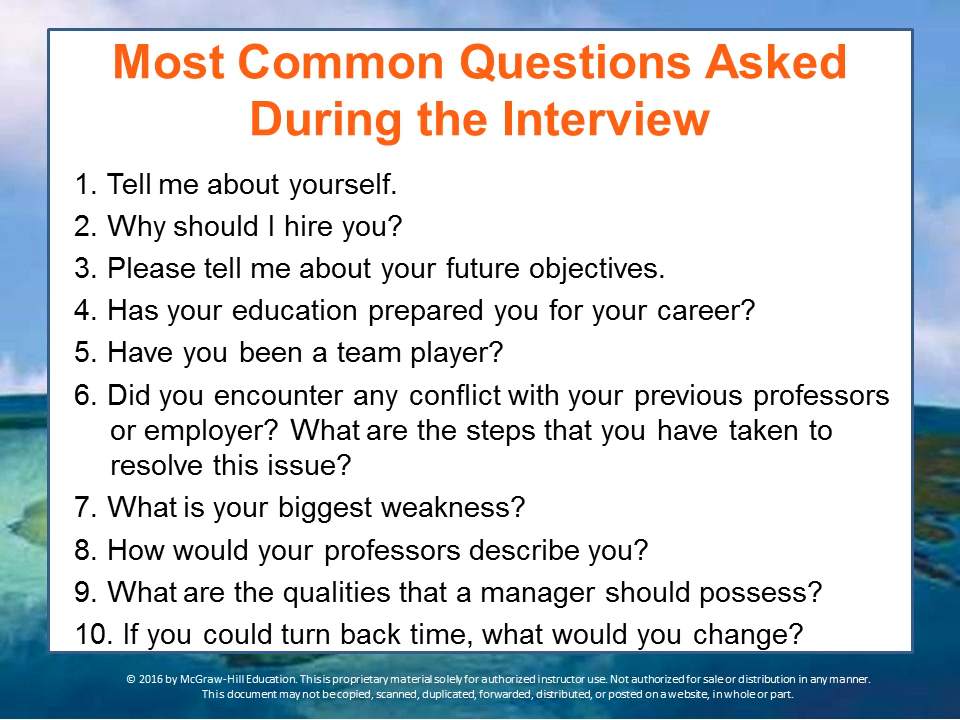 Most Common Questions Asked
During the Interview
1. Tell me about yourself.
2. Why should I hire you?
3. Please tell me about your future objectives.
4. Has your education prepared you for your career?
5. Have you been a team player?
6. Did you encounter any conflict with your previous professors
or employer? What are the steps that you have taken to
resolve this issue?
7. What is your biggest weakness?
8. How would your professors describe you?
9. What are the qualities that a manager should possess?
10. If you could turn back time, what would you change?
© 2016 by McGraw-Hill Education. This is proprietary material solely for authorized instructor use. Not authorized for sale or distribution in any manner.
This document may not be copied, scanned, duplicated, forwarded, distributed, or posted on a website, in whole or part.